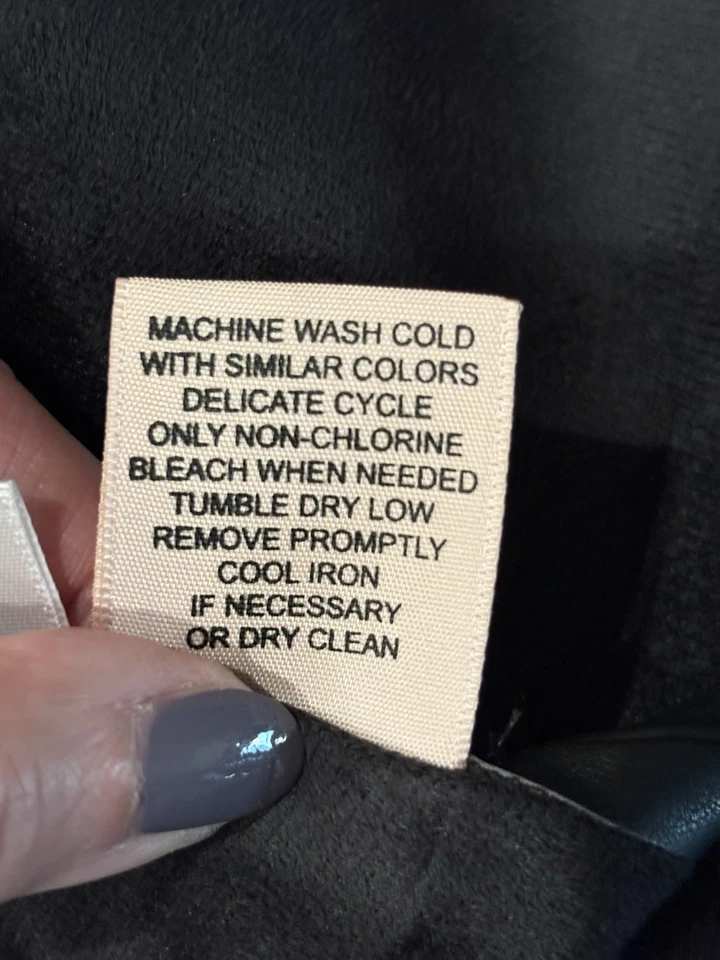 MACHINE WASH COLD
WITH SIMILAR COLORS
DELICATE CYCLE
ONLY NON-CHLORINE
BLEACH WHEN NEEDED
TUMBLE DRY LOW
REMOVE PROMPTLY
COOL IRON
IF NECESSARY
OR DRY CLEAN